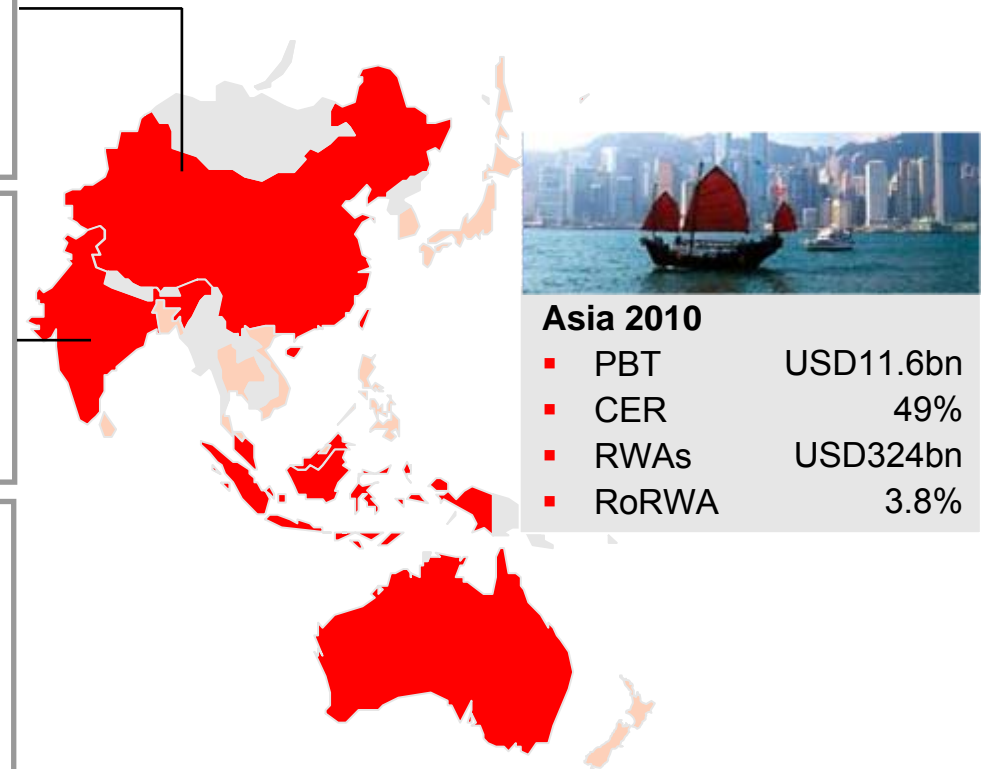 Asia 2010
▪ PBT USD11.6bn
▪ CER 49%
▪ RWAs USD324bn
▪ RoRWA 3.8%